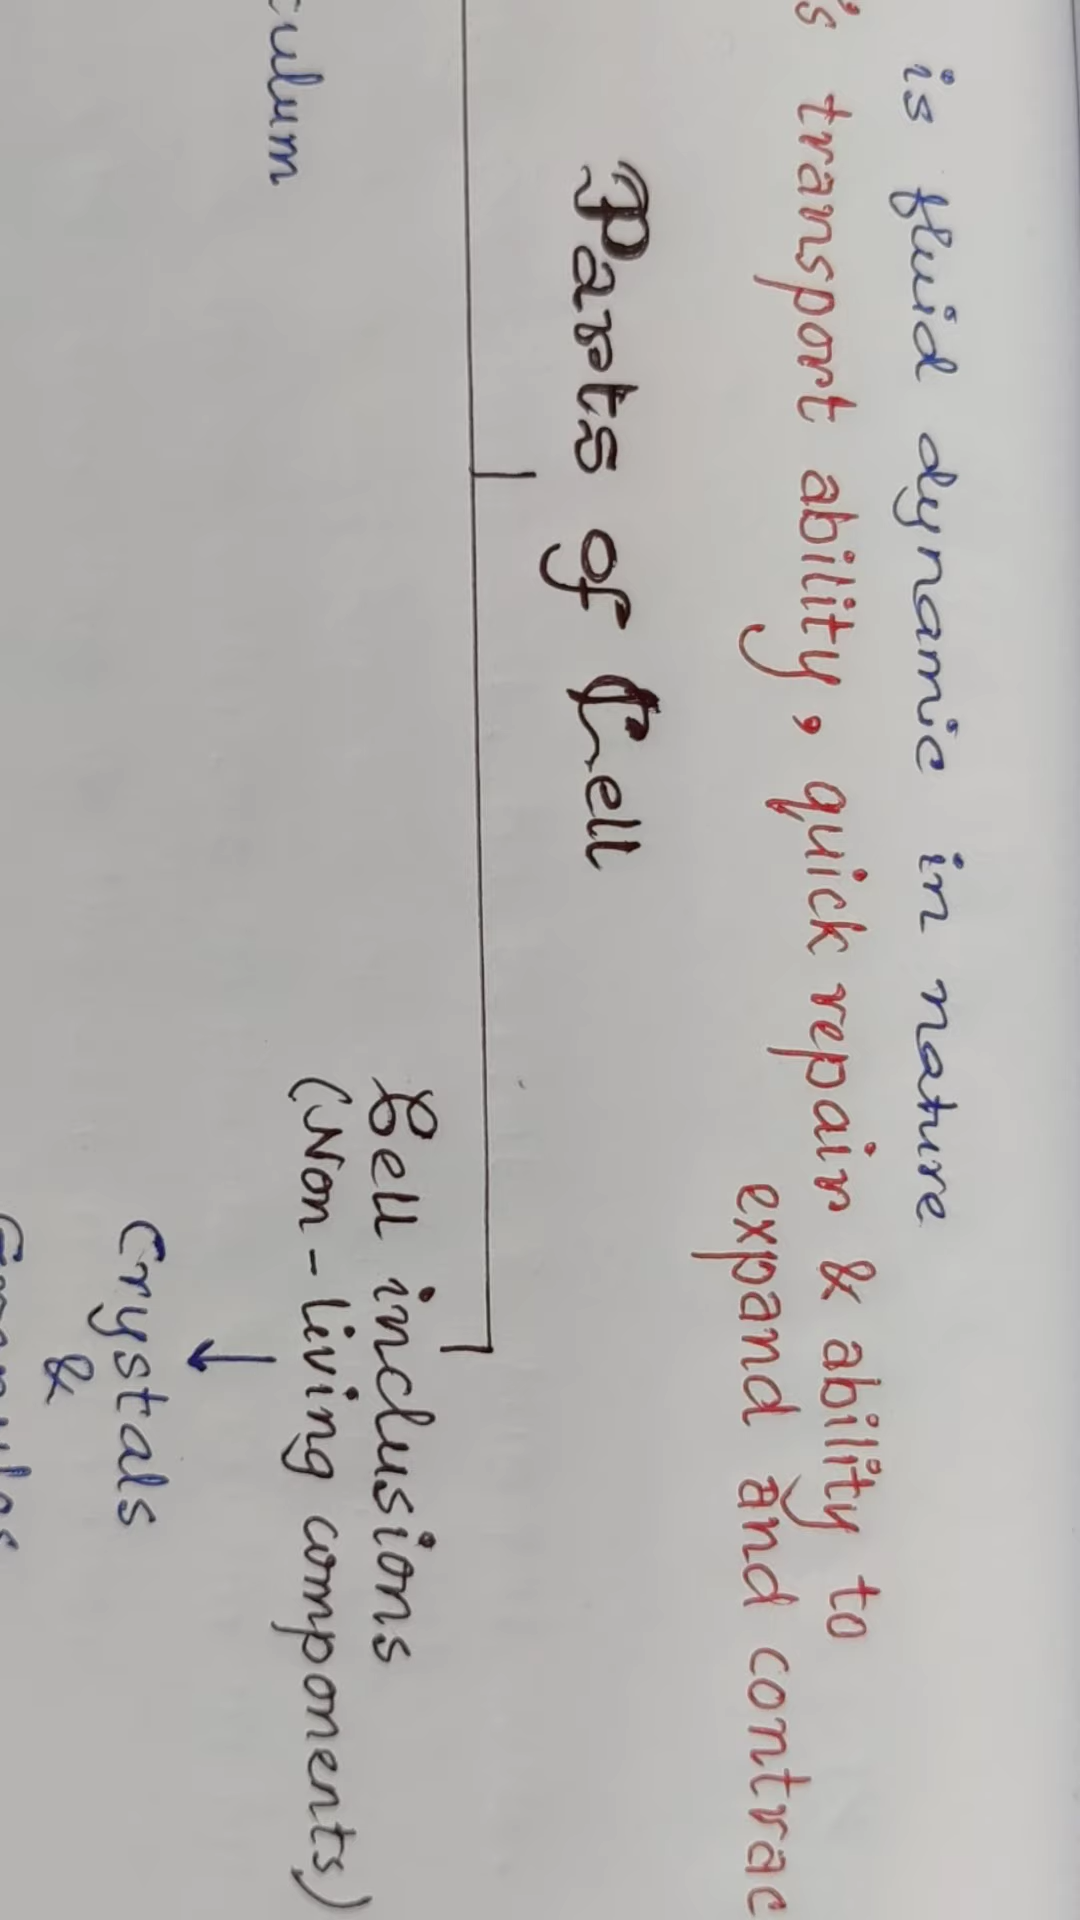 is fluid dynamic in nature
's transport ability, quick repair & ability to
expand and contrac
Parts of Cell
Cell inclusions
(Non-living components)
culum
Crystals
&